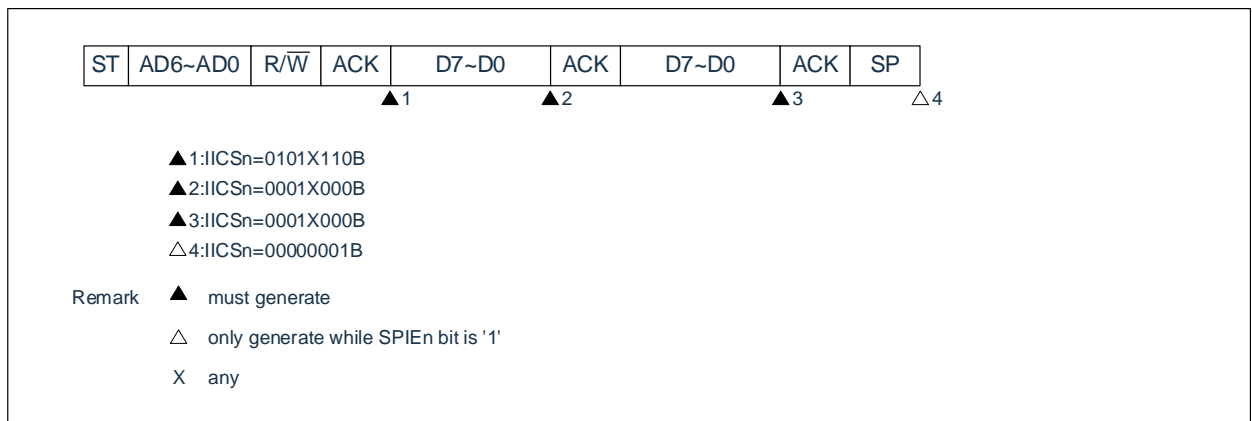 ST AD6~AD0 R/W̅ ACK D7~D0 ACK D7~D0 ACK SP
▲1 ▲2 ▲3 △4
▲1:IICSn=0101X110B
▲2:IICSn=0001X000B
▲3:IICSn=0001X000B
△4:IICSn=00000001B
Remark ▲ must generate
△ only generate while SPIEn bit is '1'
X any